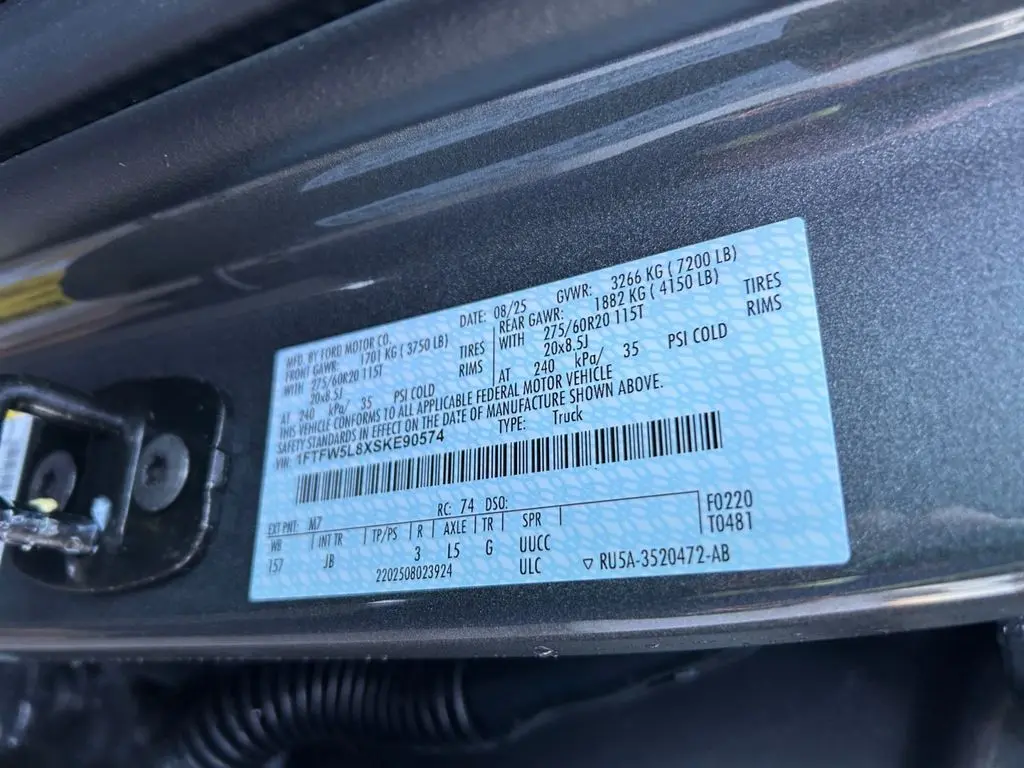 MFD. BY FORD MOTOR CO. DATE: 08/25 GVWR: 3266 KG ( 7200 LB)
FRONT GAWR: 1701 KG ( 3750 LB) REAR GAWR: 1882 KG ( 4150 LB)
WITH 275/60R20 115T TIRES WITH 275/60R20 115T TIRES
20x8.5J RIMS 20x8.5J RIMS
AT 240 kPa/ 35 PSI COLD AT 240 kPa/ 35 PSI COLD
THIS VEHICLE CONFORMS TO ALL APPLICABLE FEDERAL MOTOR VEHICLE
SAFETY STANDARDS IN EFFECT ON THE DATE OF MANUFACTURE SHOWN ABOVE.
VIN: 1FTFW5L8XSKE90574 TYPE: Truck
EXT PNT: M7 RC: 74 DSO: F0220
WB INT TR TP/PS R AXLE TR SPR T0481
157 JB 3 L5 G UUCC
2202508023924 ULC ▽ RU5A-3520472-AB